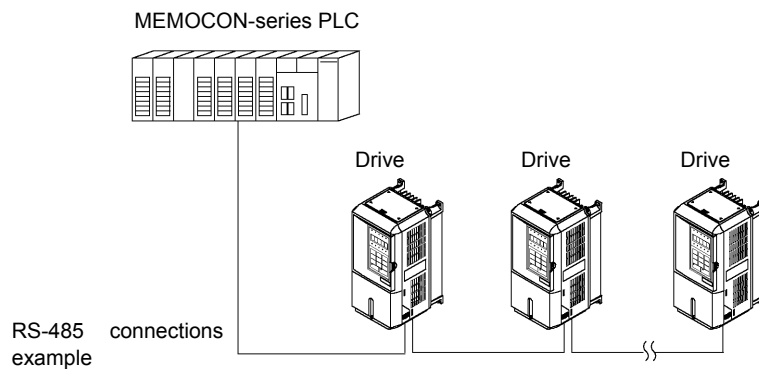 MEMOCON-series PLC
Drive Drive Drive
RS-485 connections
example